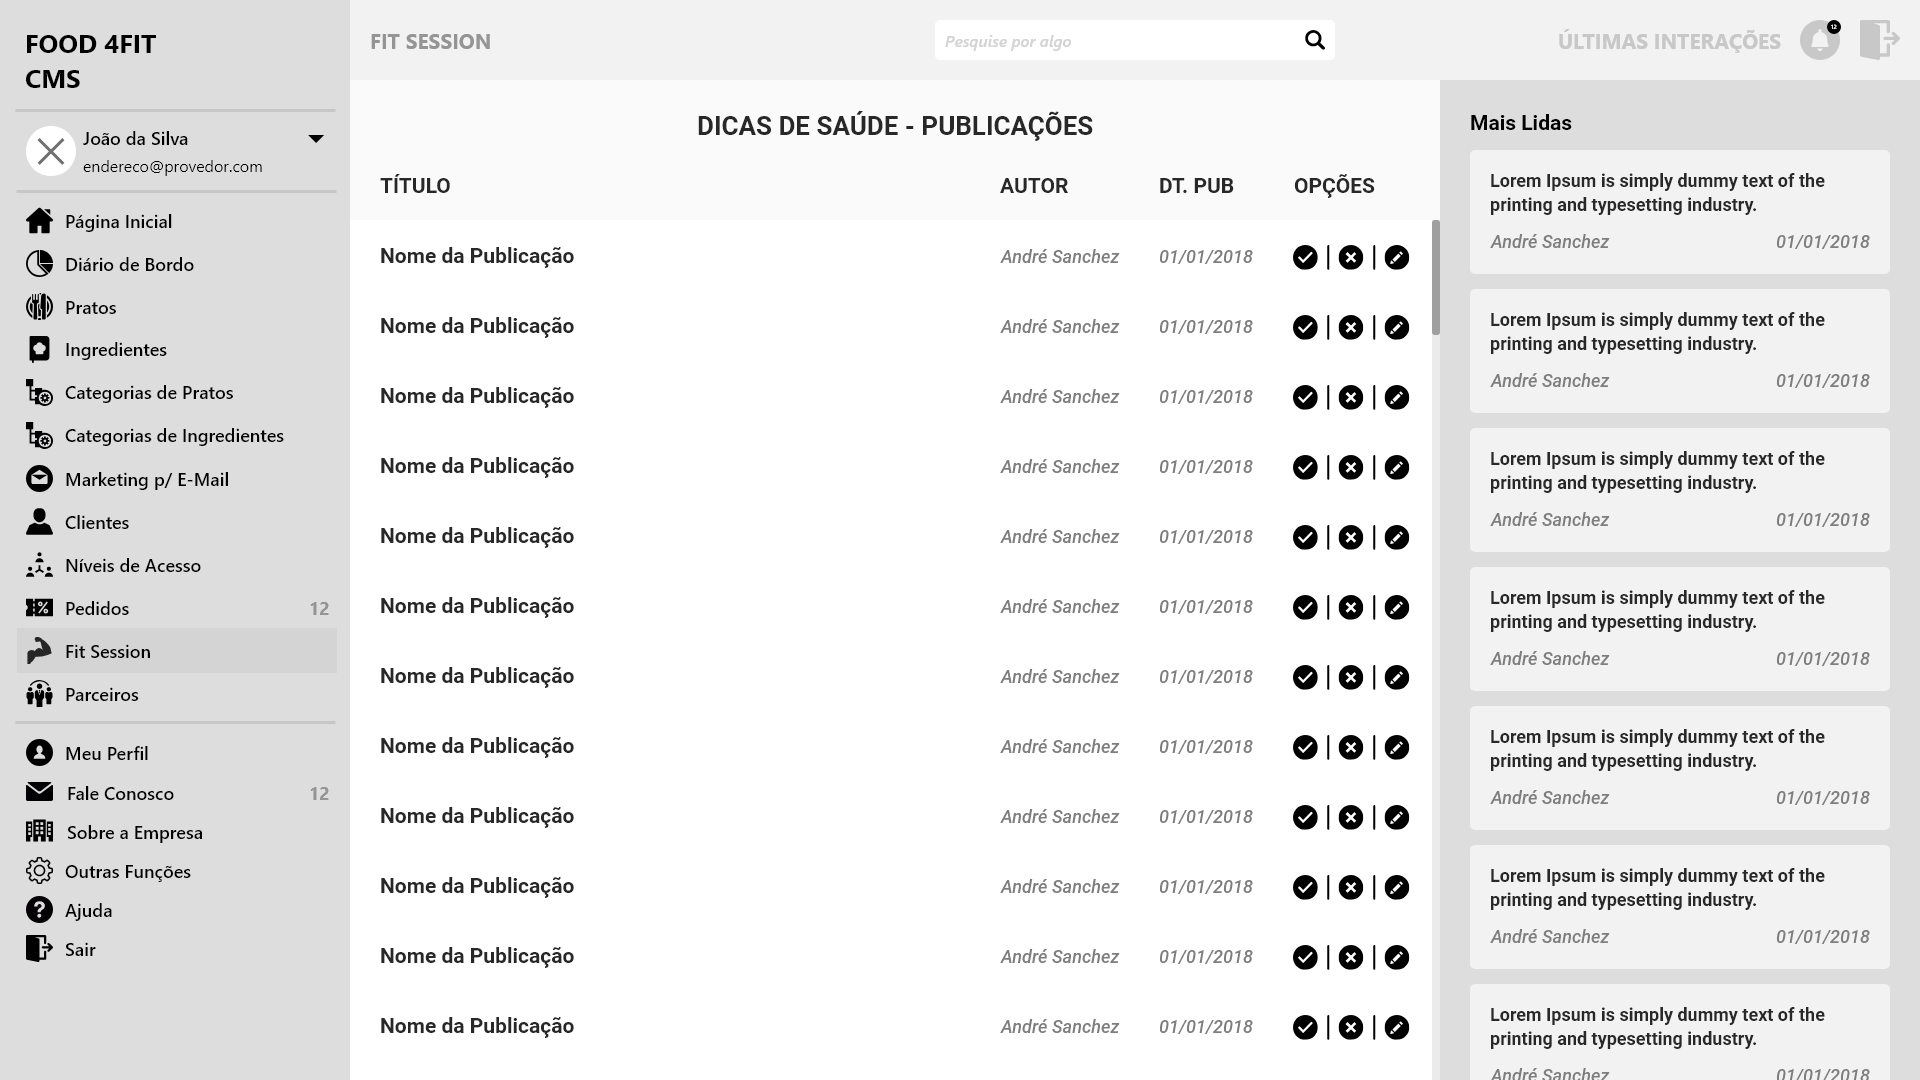 FOOD 4FIT
CMS
João da Silva
endereco@provedor.com
Página Inicial
Diário de Bordo
Pratos
Ingredientes
Categorias de Pratos
Categorias de Ingredientes
Marketing p/ E-Mail
Clientes
Níveis de Acesso
Pedidos 12
Fit Session
Parceiros
Meu Perfil
Fale Conosco 12
Sobre a Empresa
Outras Funções
Ajuda
Sair
FIT SESSION
Pesquise por algo
ÚLTIMAS INTERAÇÕES
12
DICAS DE SAÚDE - PUBLICAÇÕES
TÍTULO AUTOR DT. PUB OPÇÕES
Nome da Publicação André Sanchez 01/01/2018
Nome da Publicação André Sanchez 01/01/2018
Nome da Publicação André Sanchez 01/01/2018
Nome da Publicação André Sanchez 01/01/2018
Nome da Publicação André Sanchez 01/01/2018
Nome da Publicação André Sanchez 01/01/2018
Nome da Publicação André Sanchez 01/01/2018
Nome da Publicação André Sanchez 01/01/2018
Nome da Publicação André Sanchez 01/01/2018
Nome da Publicação André Sanchez 01/01/2018
Nome da Publicação André Sanchez 01/01/2018
Nome da Publicação André Sanchez 01/01/2018
Mais Lidas
Lorem Ipsum is simply dummy text of the
printing and typesetting industry.
André Sanchez 01/01/2018
Lorem Ipsum is simply dummy text of the
printing and typesetting industry.
André Sanchez 01/01/2018
Lorem Ipsum is simply dummy text of the
printing and typesetting industry.
André Sanchez 01/01/2018
Lorem Ipsum is simply dummy text of the
printing and typesetting industry.
André Sanchez 01/01/2018
Lorem Ipsum is simply dummy text of the
printing and typesetting industry.
André Sanchez 01/01/2018
Lorem Ipsum is simply dummy text of the
printing and typesetting industry.
André Sanchez 01/01/2018
Lorem Ipsum is simply dummy text of the
printing and typesetting industry.
André Sanchez 01/01/2018